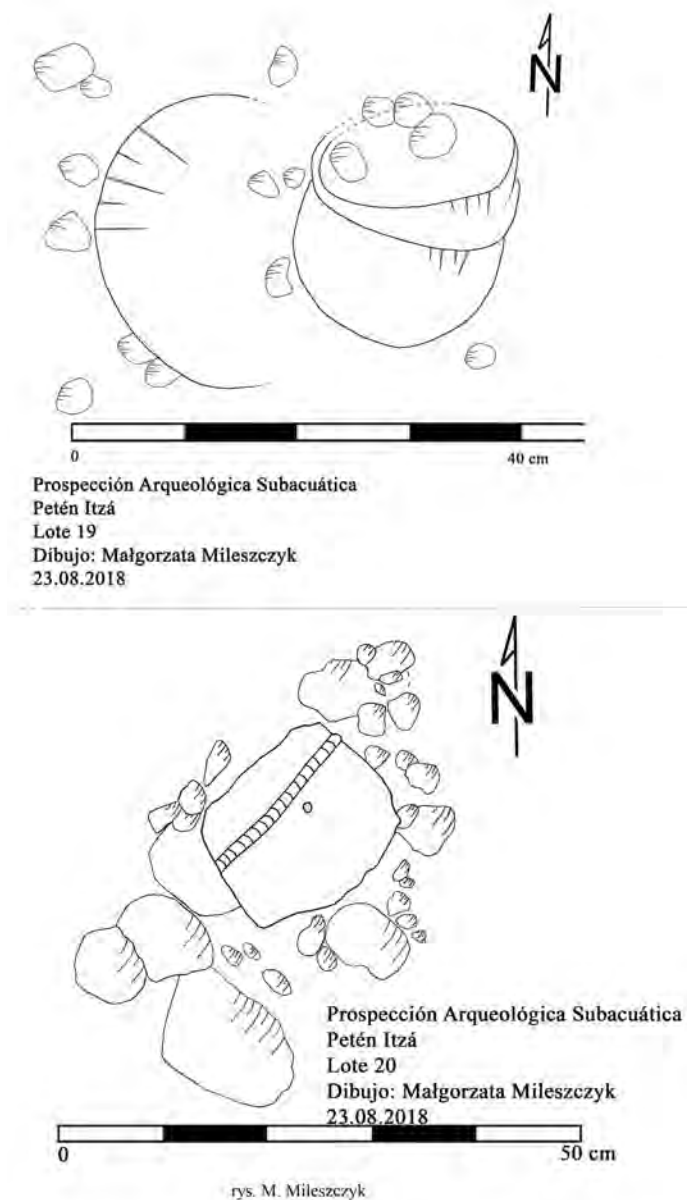 N
0 40 cm
Prospección Arqueológica Subacuática
Petén Itzá
Lote 19
Dibujo: Małgorzata Mileszczyk
23.08.2018
N
Prospección Arqueológica Subacuática
Petén Itzá
Lote 20
Dibujo: Małgorzata Mileszczyk
23.08.2018
0 50 cm
rys. M. Mileszczyk